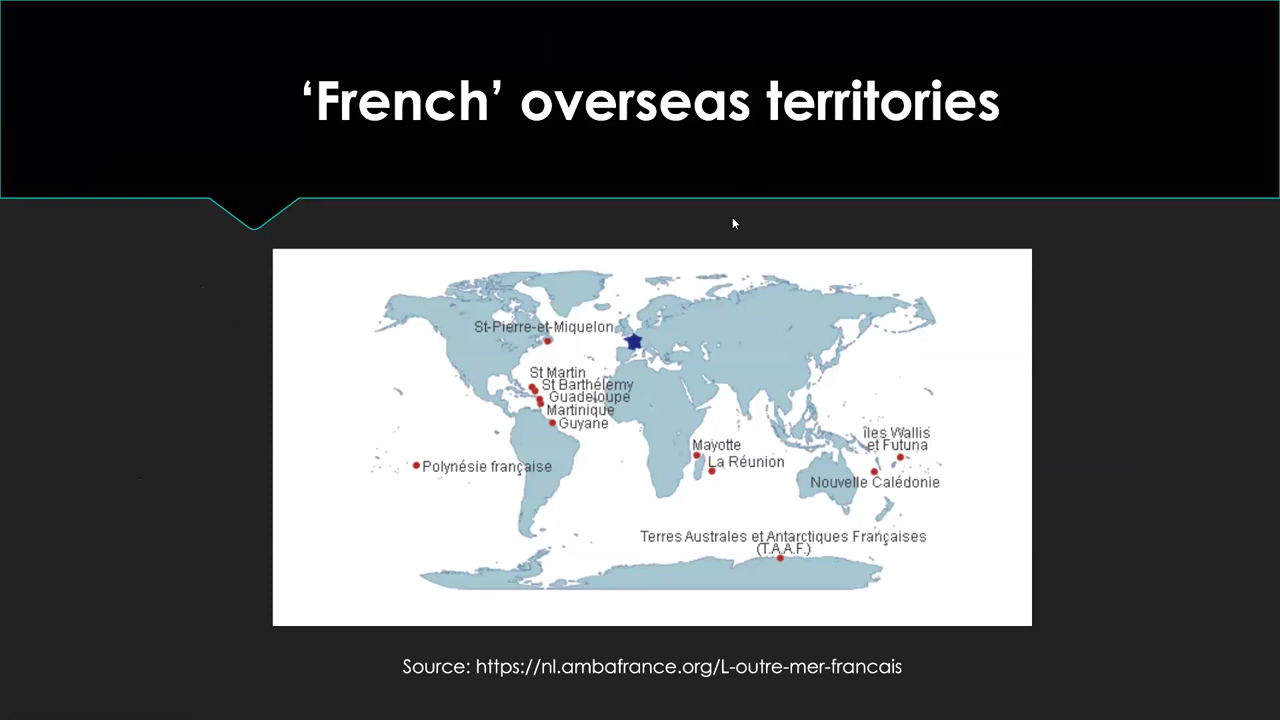 ‘French’ overseas territories
St-Pierre-et-Miquelon
St Martin
St Barthélemy
Guadeloupe
Martinique
Guyane
Polynésie française
Mayotte
La Réunion
îles Wallis
et Futuna
Nouvelle Calédonie
Terres Australes et Antarctiques Françaises
(T.A.A.F.)
Source: https://nl.ambafrance.org/L-outre-mer-francais